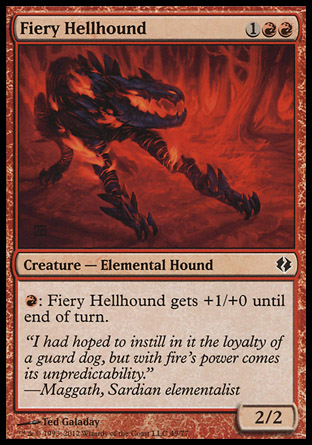 Fiery Hellhound 1
Creature — Elemental Hound
: Fiery Hellhound gets +1/+0 until
end of turn.
“I had hoped to instill in it the loyalty of
a guard dog, but with fire’s power comes
its unpredictability.”
—Maggath, Sardian elementalist
Ted Galaday
2/2